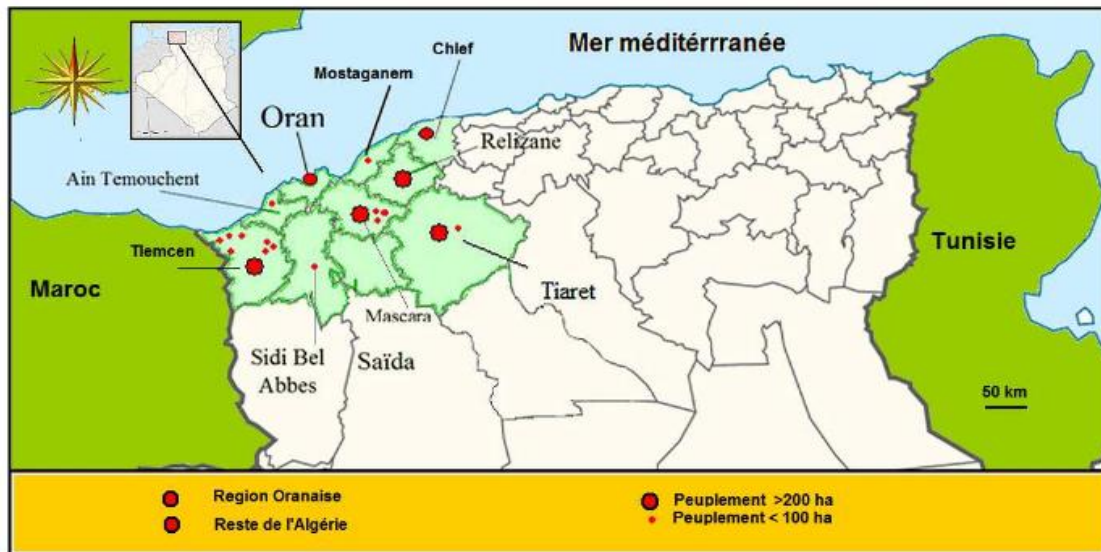 Mer méditérrranée
Chlef
Mostaganem
Oran
Relizane
Ain Temouchent
Tlemcen
Tunisie
Maroc
Tiaret
Mascara
Sidi Bel
Abbes
Saïda
50 km
Region Oranaise
Peuplement >200 ha
Reste de l'Algérie
Peuplement < 100 ha